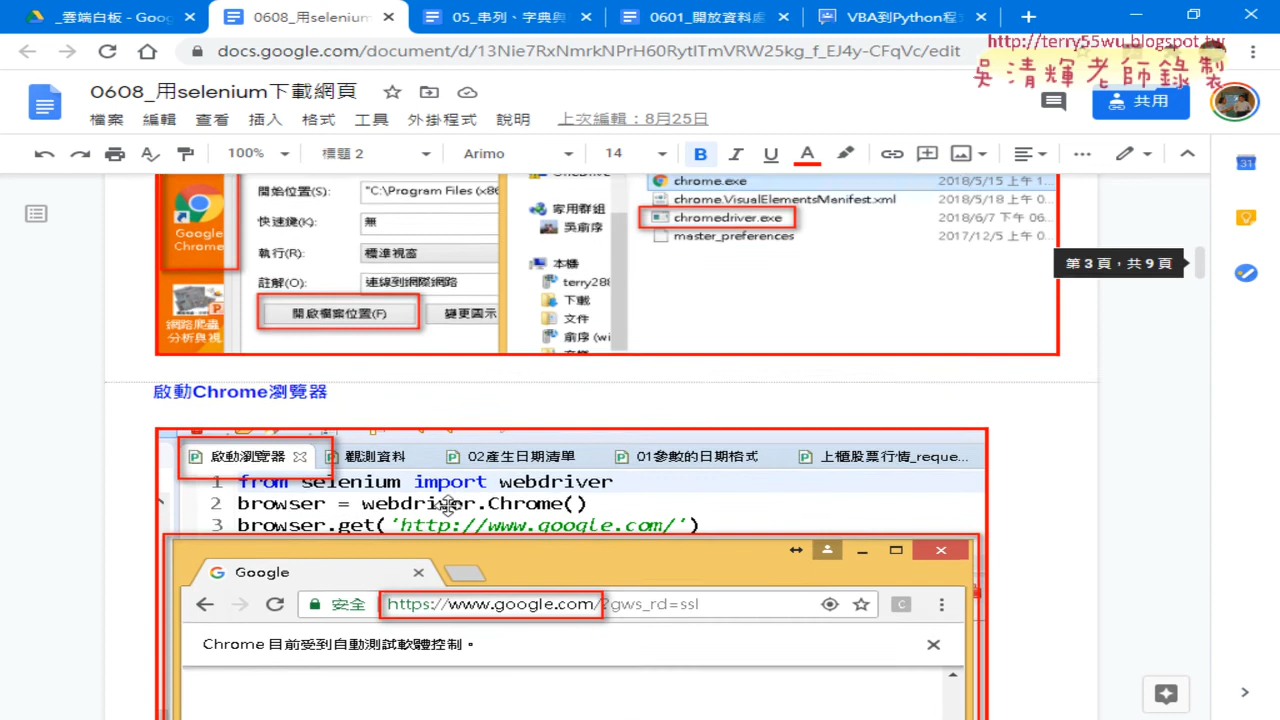 _雲端白板 - Goog
0608_用selenium
05_串列、字典與
0601_開放資料處
VBA到Python程
docs.google.com/document/d/13Nie7RxNmrkNPrH60RytITmVRW25kg_f_EJ4y-CFqVc/edit
http://terry55wu.blogspot.tw
吳清輝老師錄製
0608_用selenium下載網頁
共用
檔案 編輯 查看 插入 格式 工具 外掛程式 說明 上次編輯：8月25日
100% 標題 2 Arimo 14 B I U A
31
Google Chrome
開始位置(S): "C:\Program Files (x86
快速鍵(K): 無
執行(R): 標準視窗
註解(O): 連線到網際網路
開啟檔案位置(F) 變更圖示
網路爬蟲
分析與視
家用群組
吳俞序
本機
terry28
下載
文件
俞序 (wi
chrome.exe 2018/5/15 上午 1...
chrome.VisualElementsManifest.xml 2018/5/18 上午 0...
chromedriver.exe 2018/6/7 下午 06...
master_preferences 2017/12/5 上午 0...
第 3 頁，共 9 頁
啟動Chrome瀏覽器
啟動瀏覽器 觀測資料 02產生日期清單 01參數的日期格式 上櫃股票行情_reque...
1 from selenium import webdriver
2 browser = webdriver.Chrome()
3 browser.get('http://www.google.com/')
Google
安全 https://www.google.com/?gws_rd=ssl
Chrome 目前受到自動測試軟體控制。